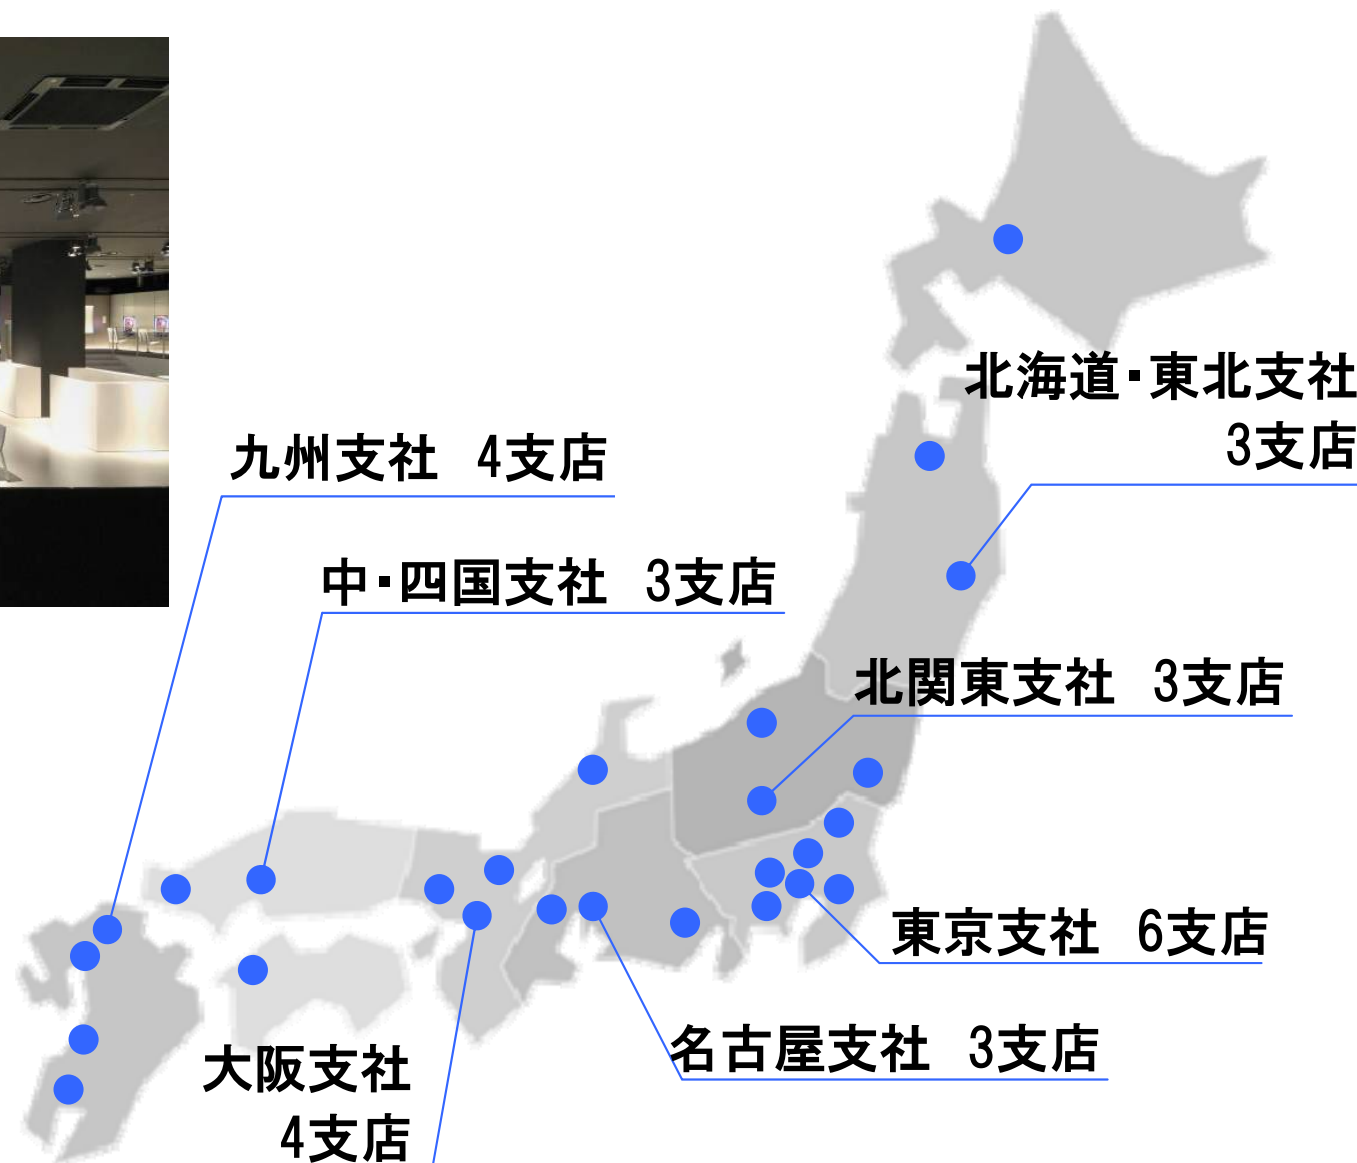 北海道・東北支社
3支店
九州支社　4支店
中・四国支社　3支店
北関東支社　3支店
東京支社　6支店
名古屋支社　3支店
大阪支社
4支店